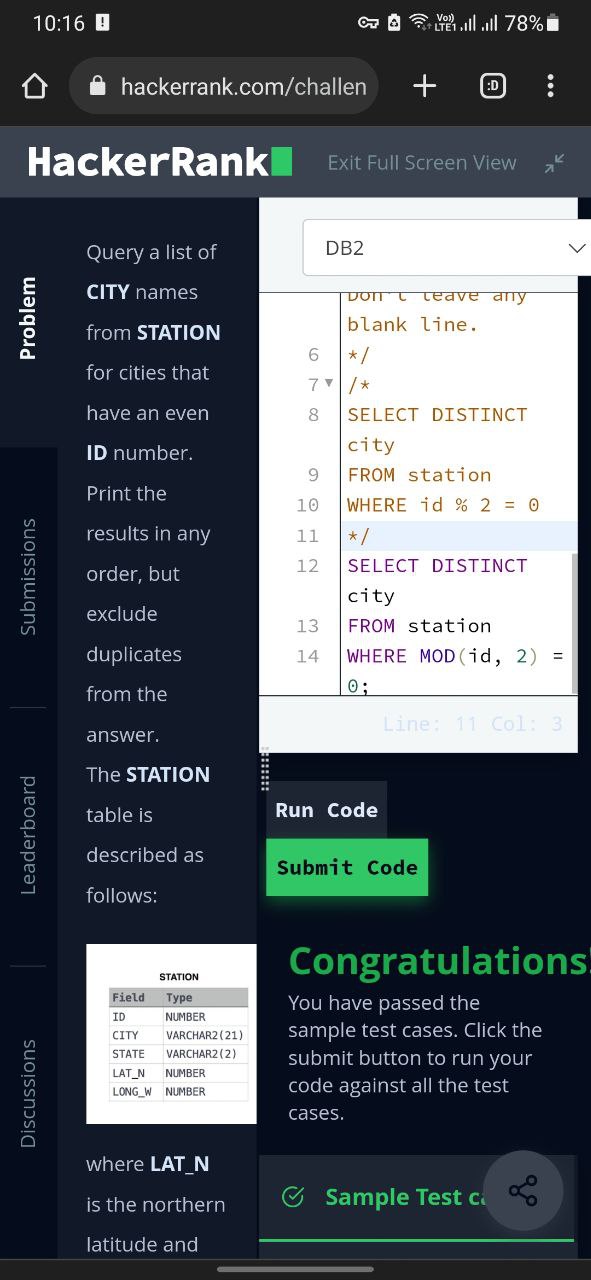 10:16
Vo)) LTE1
78%
hackerrank.com/challen
:D
HackerRank
Exit Full Screen View
Problem
Submissions
Leaderboard
Discussions
Query a list of
CITY names
from STATION
for cities that
have an even
ID number.
Print the
results in any
order, but
exclude
duplicates
from the
answer.
The STATION
table is
described as
follows:
STATION
Field Type
ID NUMBER
CITY VARCHAR2(21)
STATE VARCHAR2(2)
LAT_N NUMBER
LONG_W NUMBER
where LAT_N
is the northern
latitude and
DB2
Don't leave any
blank line.
6 */
7 /*
8 SELECT DISTINCT
city
9 FROM station
10 WHERE id % 2 = 0
11 */
12 SELECT DISTINCT
city
13 FROM station
14 WHERE MOD(id, 2) =
0;
Line: 11 Col: 3
Run Code
Submit Code
Congratulations!
You have passed the
sample test cases. Click the
submit button to run your
code against all the test
cases.
Sample Test ca